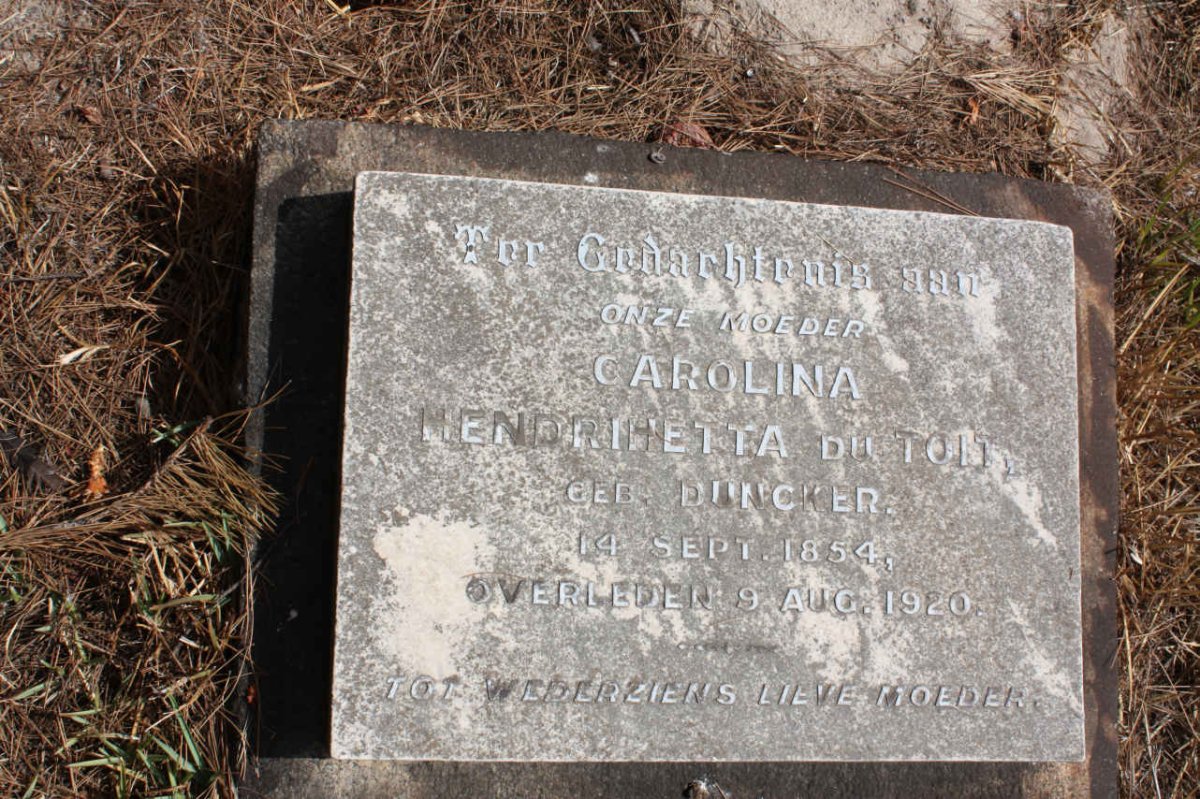 Ter Gedachtenis aan
ONZE MOEDER
CAROLINA
HENDRIHETTA DU TOIT,
GEB. DUNCKER.
14 SEPT. 1854,
OVERLEDEN 9 AUG. 1920.
TOT WEDERZIENS LIEVE MOEDER.